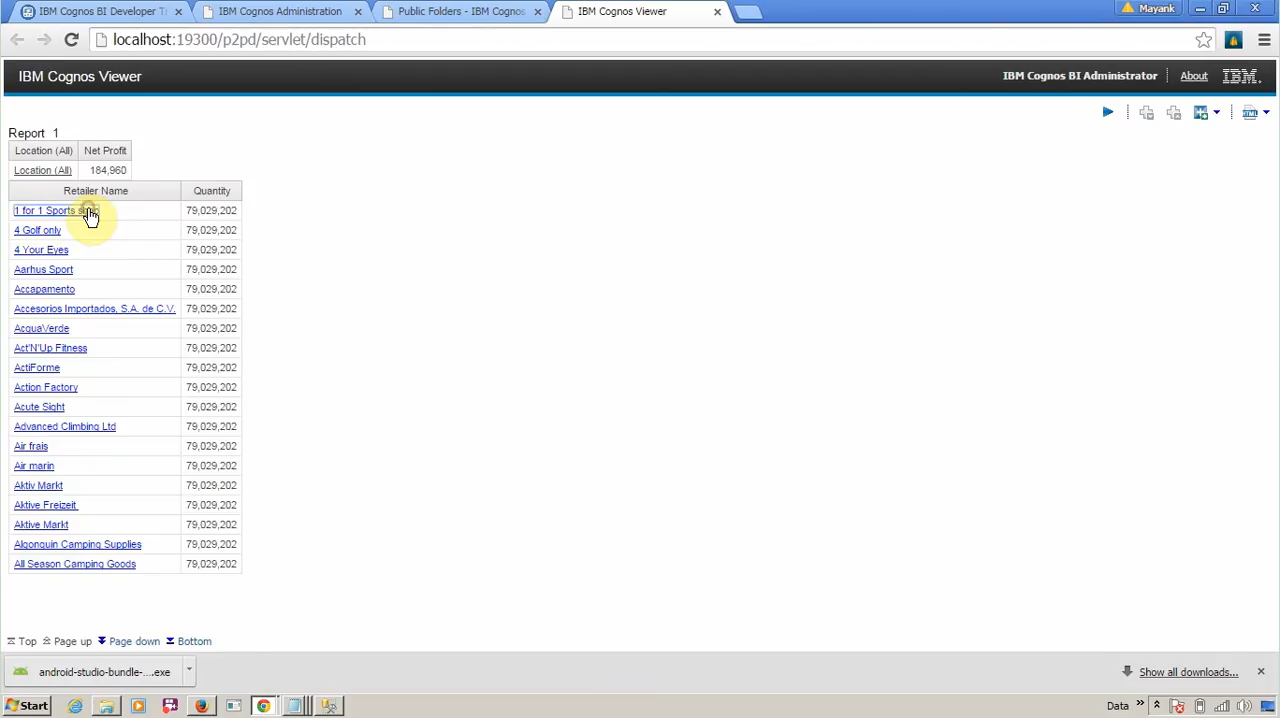 IBM Cognos BI Developer Tr
IBM Cognos Administration
Public Folders - IBM Cognos
IBM Cognos Viewer
Mayank
localhost:19300/p2pd/servlet/dispatch
IBM Cognos Viewer
IBM Cognos BI Administrator
About
IBM
Report 1
Location (All) Net Profit
Location (All) 184,960
Retailer Name Quantity
1 for 1 Sports 79,029,202
4 Golf only 79,029,202
4 Your Eyes 79,029,202
Aarhus Sport 79,029,202
Accapamento 79,029,202
Accesorios Importados, S.A. de C.V. 79,029,202
AcquaVerde 79,029,202
Act'N'Up Fitness 79,029,202
ActiForme 79,029,202
Action Factory 79,029,202
Acute Sight 79,029,202
Advanced Climbing Ltd 79,029,202
Air frais 79,029,202
Air marin 79,029,202
Aktiv Markt 79,029,202
Aktive Freizeit 79,029,202
Aktive Markt 79,029,202
Algonquin Camping Supplies 79,029,202
All Season Camping Goods 79,029,202
Top Page up Page down Bottom
android-studio-bundle-....exe
Show all downloads...
Start
Data